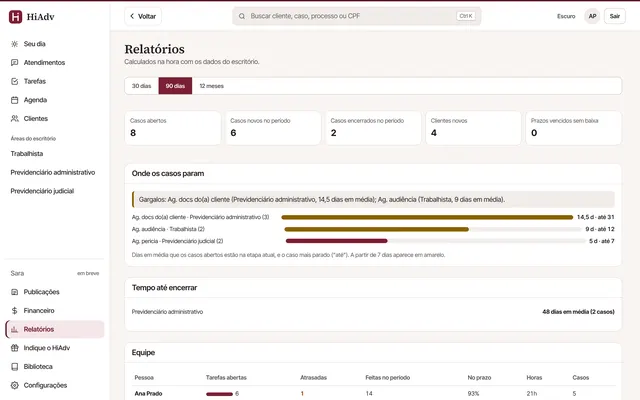 HiAdv
Voltar
Buscar cliente, caso, processo ou CPF
Ctrl K
Escuro
AP
Sair
Seu dia
Atendimentos
Tarefas
Agenda
Clientes
Áreas do escritório
Trabalhista
Previdenciário administrativo
Previdenciário judicial
Sara em breve
Publicações
Financeiro
Relatórios
Indique o HiAdv
Biblioteca
Configurações
Relatórios
Calculados na hora com os dados do escritório.
30 dias 90 dias 12 meses
Casos abertos
8
Casos novos no período
6
Casos encerrados no período
2
Clientes novos
4
Prazos vencidos sem baixa
0
Onde os casos param
Gargalos: Ag. docs do(a) cliente (Previdenciário administrativo, 14,5 dias em média); Ag. audiência (Trabalhista, 9 dias em média).
Ag. docs do(a) cliente · Previdenciário administrativo (3) 14,5 d · até 31
Ag. audiência · Trabalhista (2) 9 d · até 12
Ag. perícia · Previdenciário judicial (2) 5 d · até 7
Dias em média que os casos abertos estão na etapa atual, e o caso mais parado ("até"). A partir de 7 dias aparece em amarelo.
Tempo até encerrar
Previdenciário administrativo 48 dias em média (2 casos)
Equipe
Pessoa Tarefas abertas Atrasadas Feitas no período No prazo Horas Casos
Ana Prado 6 1 14 93% 21h 5